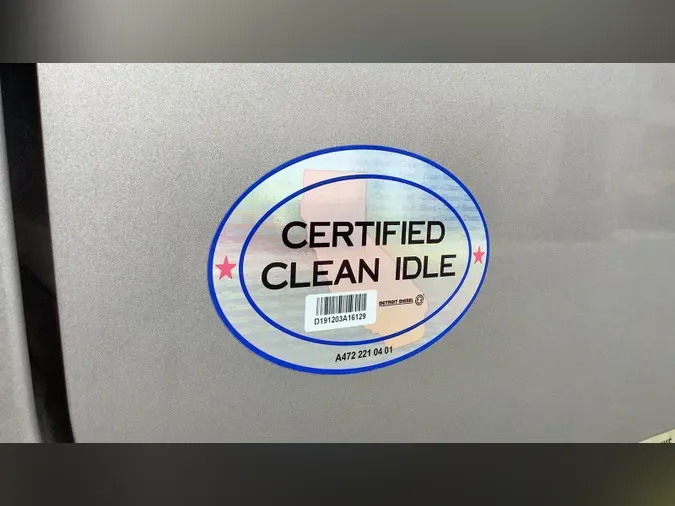 CERTIFIED
CLEAN IDLE
DETROIT DIESEL
D191203A16129
A472 221 04 01